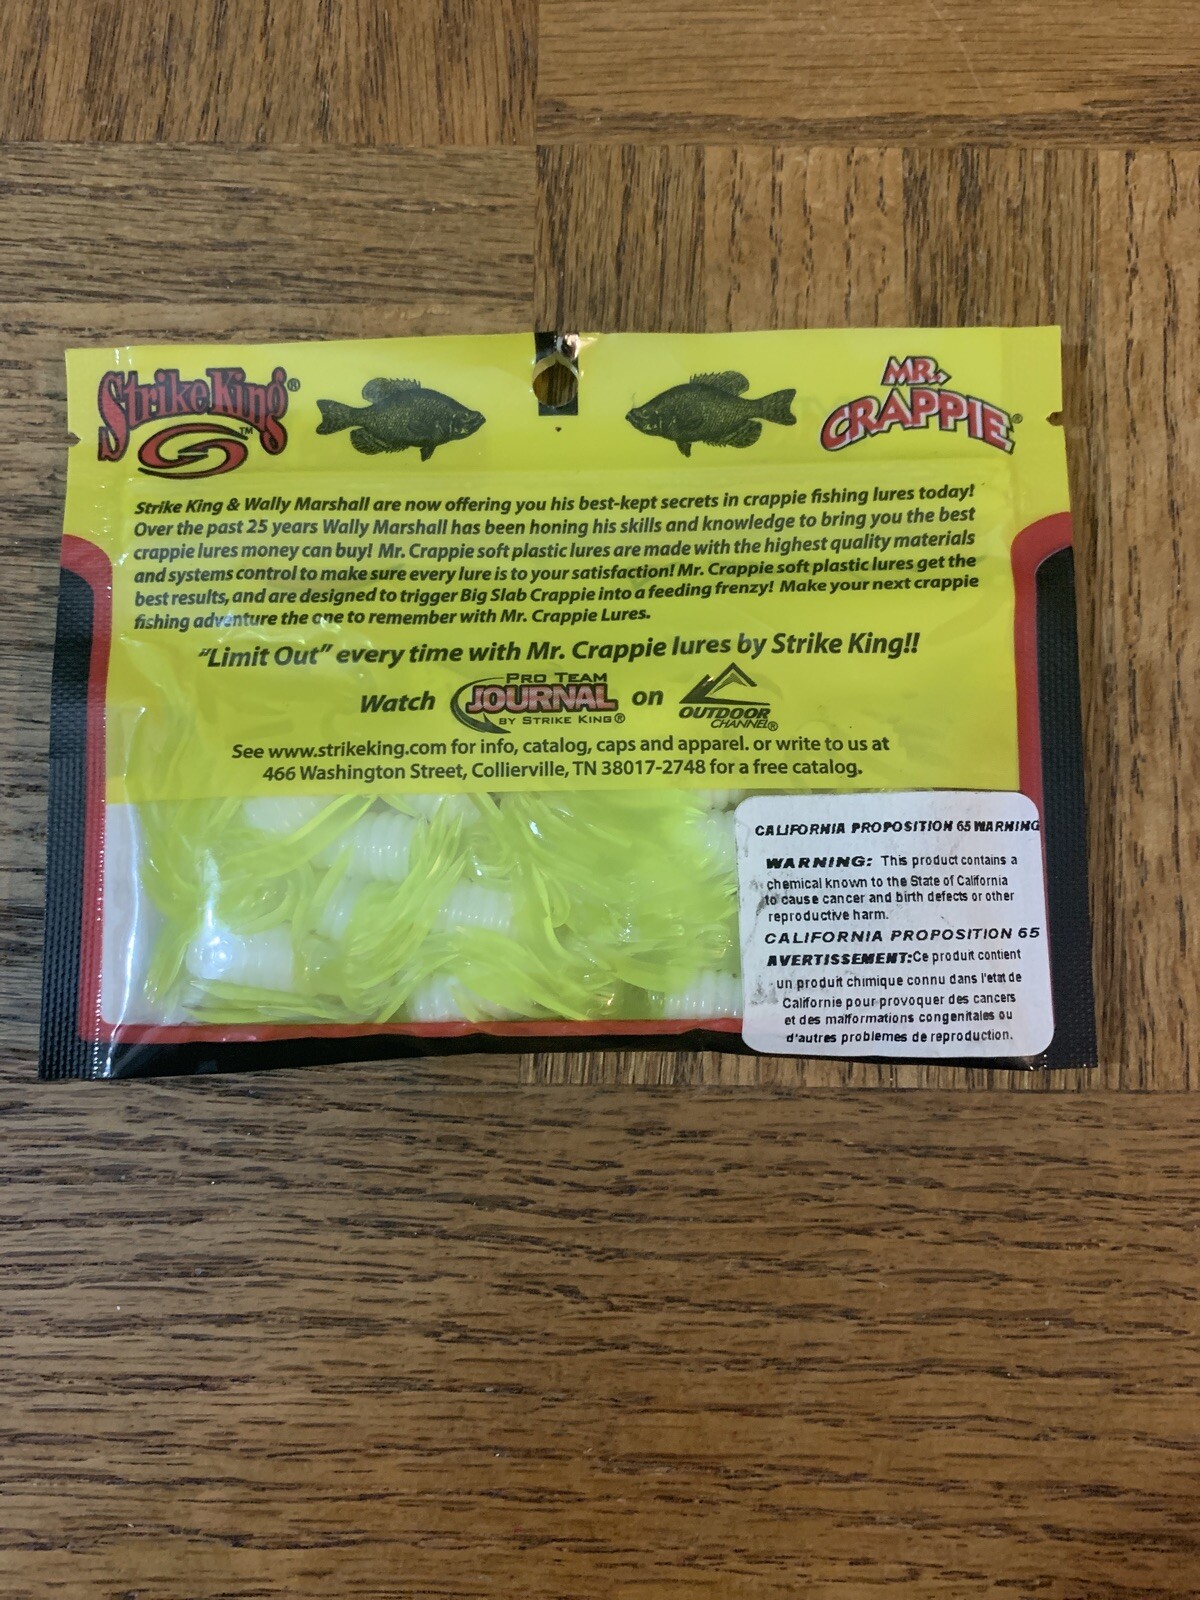 Strike King®
™
MR.
CRAPPIE®
Strike King & Wally Marshall are now offering you his best-kept secrets in crappie fishing lures today!
Over the past 25 years Wally Marshall has been honing his skills and knowledge to bring you the best
crappie lures money can buy! Mr. Crappie soft plastic lures are made with the highest quality materials
and systems control to make sure every lure is to your satisfaction! Mr. Crappie soft plastic lures get the
best results, and are designed to trigger Big Slab Crappie into a feeding frenzy! Make your next crappie
fishing adventure the one to remember with Mr. Crappie Lures.
"Limit Out" every time with Mr. Crappie lures by Strike King!!
Watch PRO TEAM JOURNAL BY STRIKE KING® on OUTDOOR CHANNEL®
See www.strikeking.com for info, catalog, caps and apparel. or write to us at
466 Washington Street, Collierville, TN 38017-2748 for a free catalog.
CALIFORNIA PROPOSITION 65 WARNING
WARNING: This product contains a
chemical known to the State of California
to cause cancer and birth defects or other
reproductive harm.
CALIFORNIA PROPOSITION 65
AVERTISSEMENT:Ce produit contient
un produit chimique connu dans l'etat de
Californie pour provoquer des cancers
et des malformations congenitales ou
d'autres problemes de reproduction.